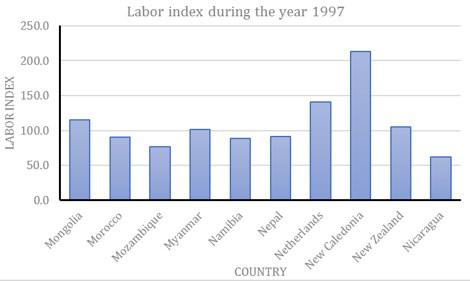 Labor index during the year 1997
250.0
200.0
150.0
100.0
50.0
0.0
LABOR INDEX
Mongolia
Morocco
Mozambique
Myanmar
Namibia
Nepal
Netherlands
New Caledonia
New Zealand
Nicaragua
COUNTRY